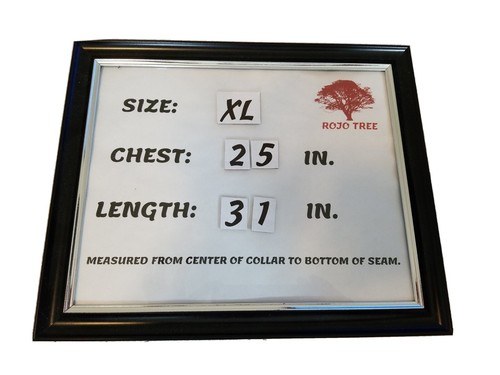 SIZE: XL
ROJO TREE
CHEST: 25 IN.
LENGTH: 31 IN.
MEASURED FROM CENTER OF COLLAR TO BOTTOM OF SEAM.